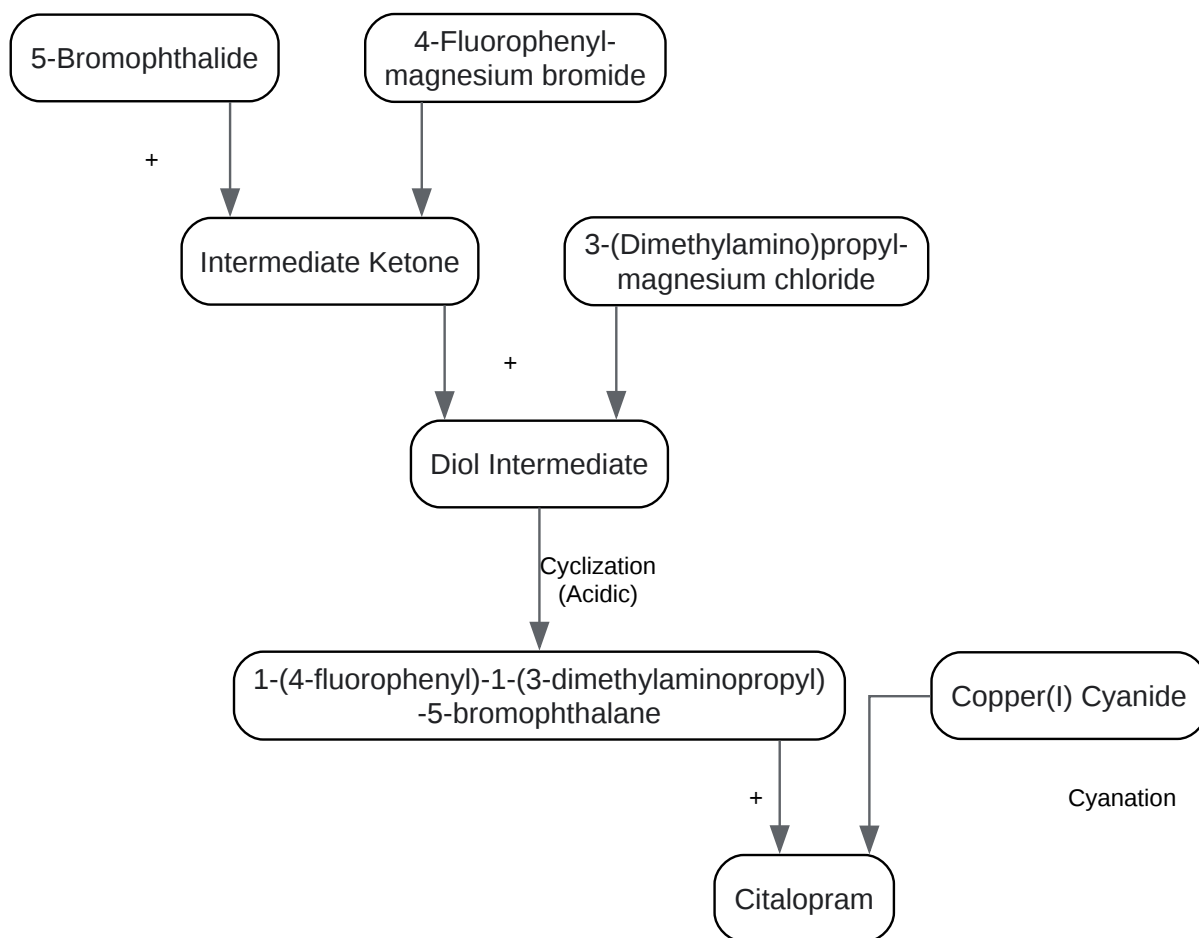 5-Bromophthalide
4-Fluorophenyl-
magnesium bromide
+
Intermediate Ketone
3-(Dimethylamino)propyl-
magnesium chloride
+
Diol Intermediate
Cyclization
(Acidic)
1-(4-fluorophenyl)-1-(3-dimethylaminopropyl)
-5-bromophthalane
Copper(I) Cyanide
+
Cyanation
Citalopram